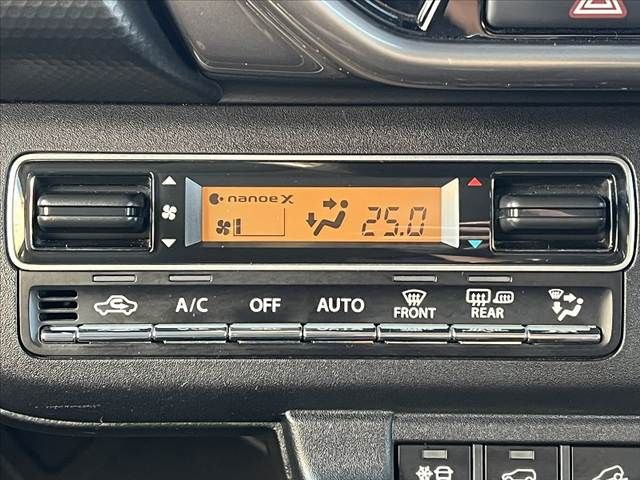 nanoe X
25.0
A/C OFF AUTO FRONT REAR